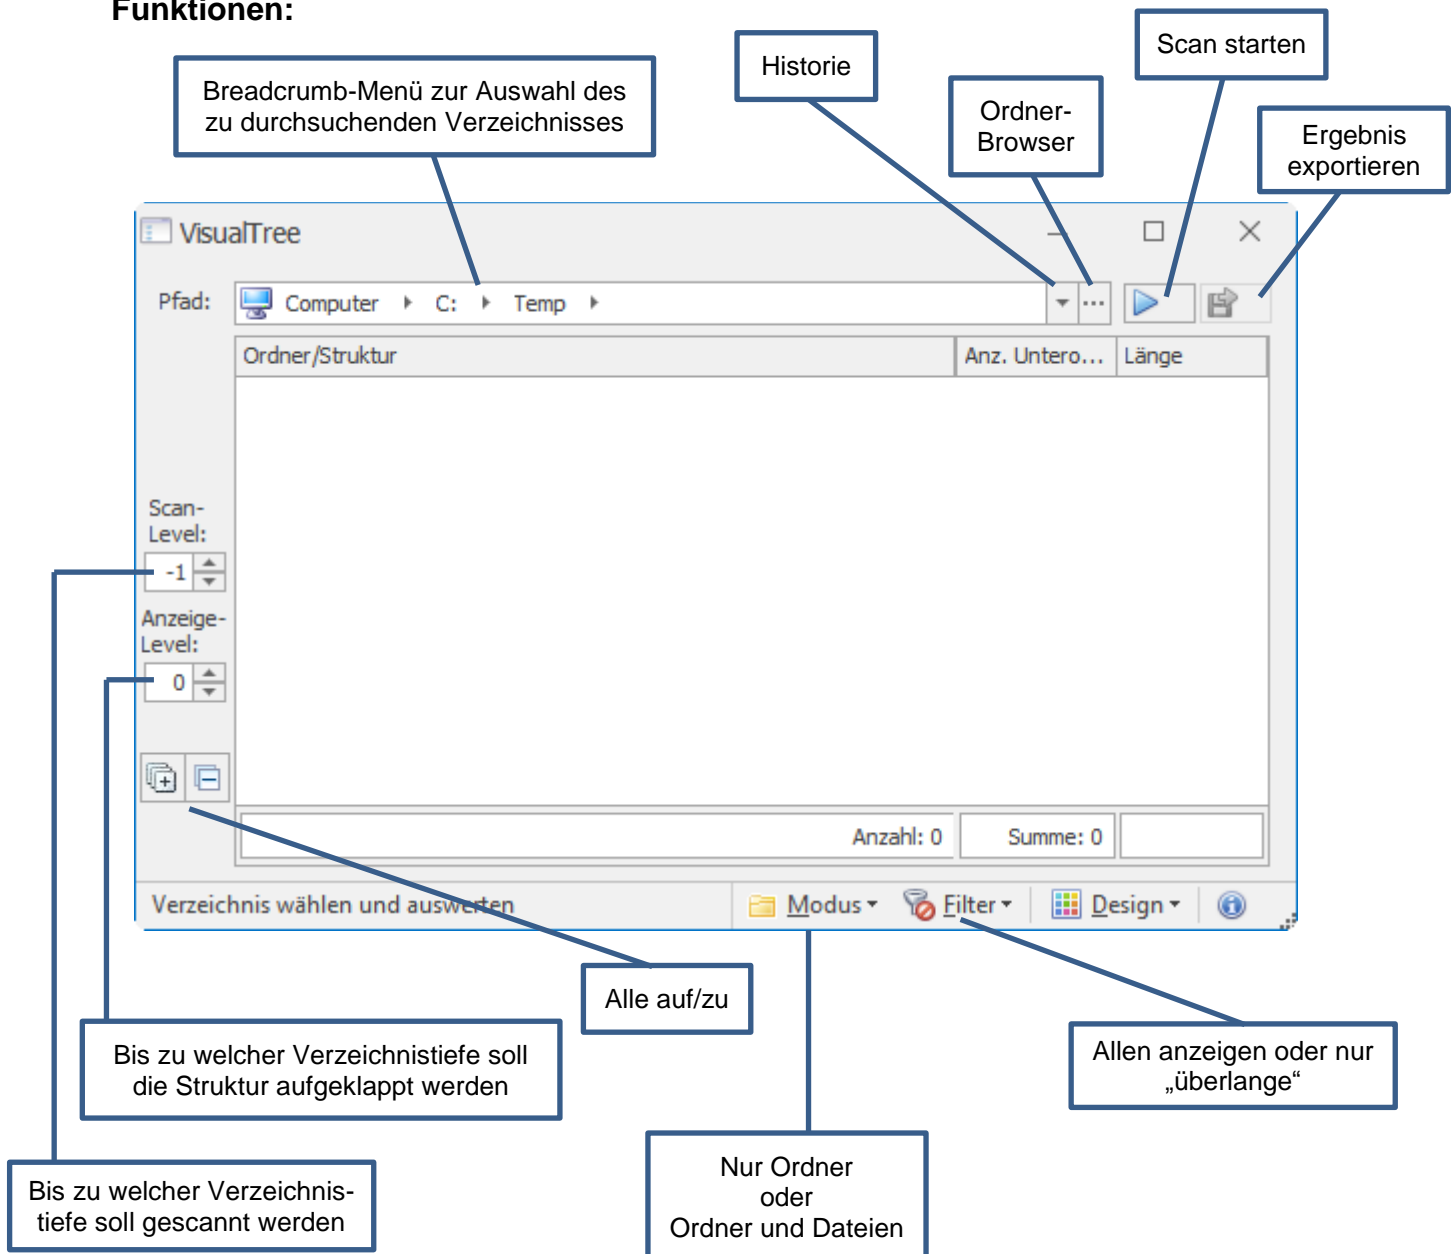 Funktionen:
Scan starten
Historie
Breadcrumb-Menü zur Auswahl des
zu durchsuchenden Verzeichnisses
Ordner-
Browser
Ergebnis
exportieren
VisualTree
Pfad:
Computer
C:
Temp
Ordner/Struktur
Anz. Untero...
Länge
Scan-
Level:
-1
Anzeige-
Level:
0
Anzahl: 0
Summe: 0
Verzeichnis wählen und auswerten
Modus
Filter
Design
Alle auf/zu
Bis zu welcher Verzeichnistiefe soll
die Struktur aufgeklappt werden
Allen anzeigen oder nur
„überlange“
Bis zu welcher Verzeichnis-
tiefe soll gescannt werden
Nur Ordner
oder
Ordner und Dateien